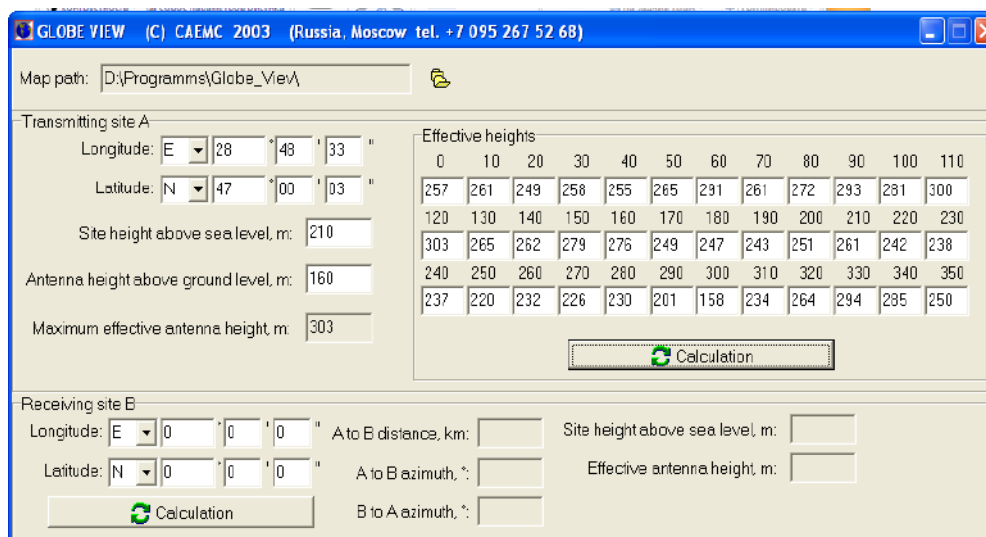 GLOBE VIEW (C) CAEMC 2003 (Russia, Moscow tel. +7 095 267 52 68)
Map path: D:\Programms\Globe_View\
Transmitting site A
Longitude: E 28 ° 48 ' 33 "
Latitude: N 47 ° 00 ' 03 "
Site height above sea level, m: 210
Antenna height above ground level, m: 160
Maximum effective antenna height, m: 303
Effective heights
0 10 20 30 40 50 60 70 80 90 100 110
257 261 249 258 255 265 291 261 272 293 281 300
120 130 140 150 160 170 180 190 200 210 220 230
303 265 262 279 276 249 247 243 251 261 242 238
240 250 260 270 280 290 300 310 320 330 340 350
237 220 232 226 230 201 158 234 264 294 285 250
Calculation
Receiving site B
Longitude: E 0 ° 0 ' 0 "
Latitude: N 0 ° 0 ' 0 "
Calculation
A to B distance, km:
A to B azimuth, °:
B to A azimuth, °:
Site height above sea level, m:
Effective antenna height, m: